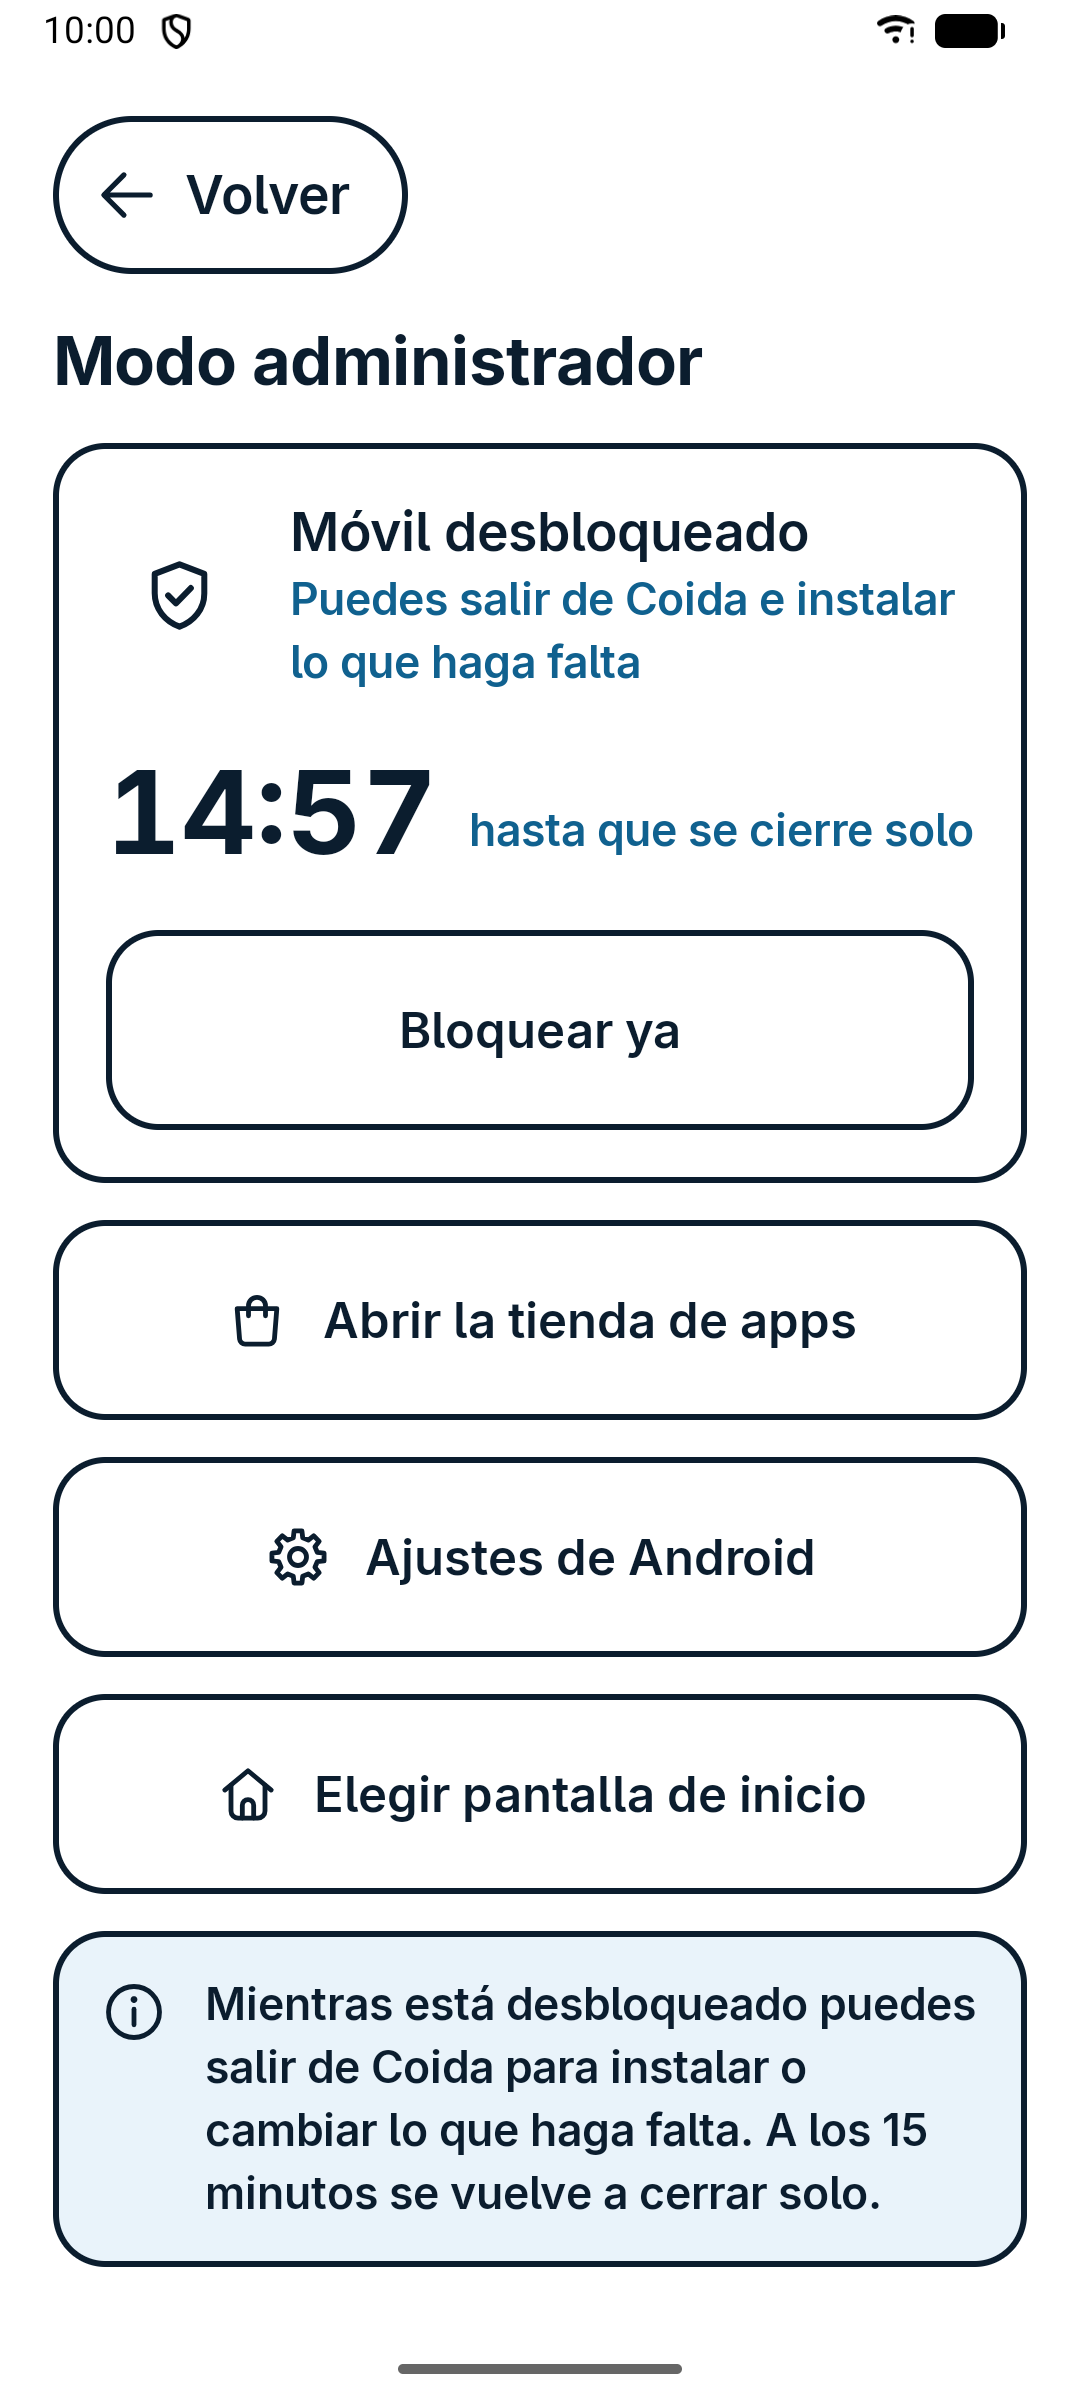 10:00
Volver
Modo administrador
Móvil desbloqueado
Puedes salir de Coida e instalar
lo que haga falta
14:57 hasta que se cierre solo
Bloquear ya
Abrir la tienda de apps
Ajustes de Android
Elegir pantalla de inicio
Mientras está desbloqueado puedes
salir de Coida para instalar o
cambiar lo que haga falta. A los 15
minutos se vuelve a cerrar solo.